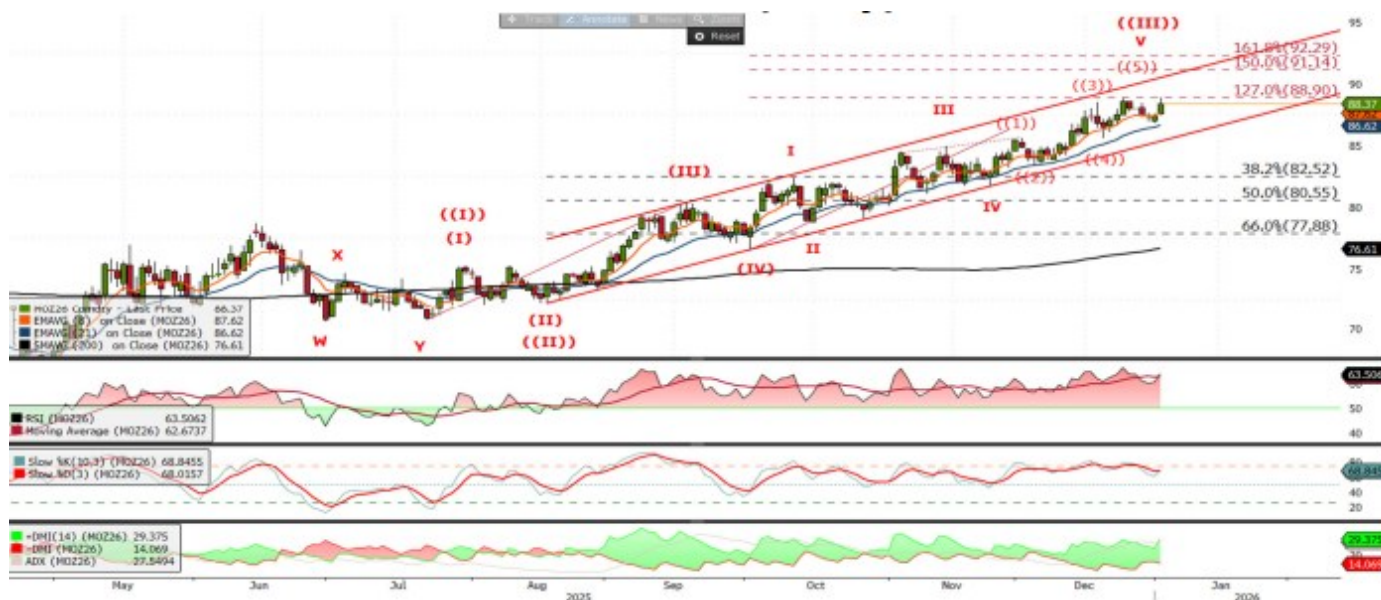 Track Annotate News Zoom
Reset
((III))
V
95
161.8%(92.29)
((5))
150.0%(91.14)
((3))
90
127.0%(88.90)
III
88.37
87.62
((1))
86.62
85
I
(III)
38.2%(82.52)
((4))
((2))
50.0%(80.55)
IV
80
((I))
(I)
66.0%(77.88)
II
(IV)
76.61
X
75
MOZ26 Comdty - Last Price
EMAVG (8) on Close (MOZ26) 87.62
EMAVG (21) on Close (MOZ26) 86.62
SMAVG (200) on Close (MOZ26) 76.61
(II)
W
Y
((II))
70
63.506
RSI (MOZ26) 63.5062
Moving Average (MOZ26) 62.6737
50
40
Slow %K(10,3) (MOZ26) 68.8455
Slow %D(3) (MOZ26) 68.0157
68.845
40
20
+DMI(14) (MOZ26) 29.375
-DMI (MOZ26) 14.069
ADX (MOZ26) 27.5494
29.375
14.069
May Jun Jul Aug Sep Oct Nov Dec Jan
2025 2026